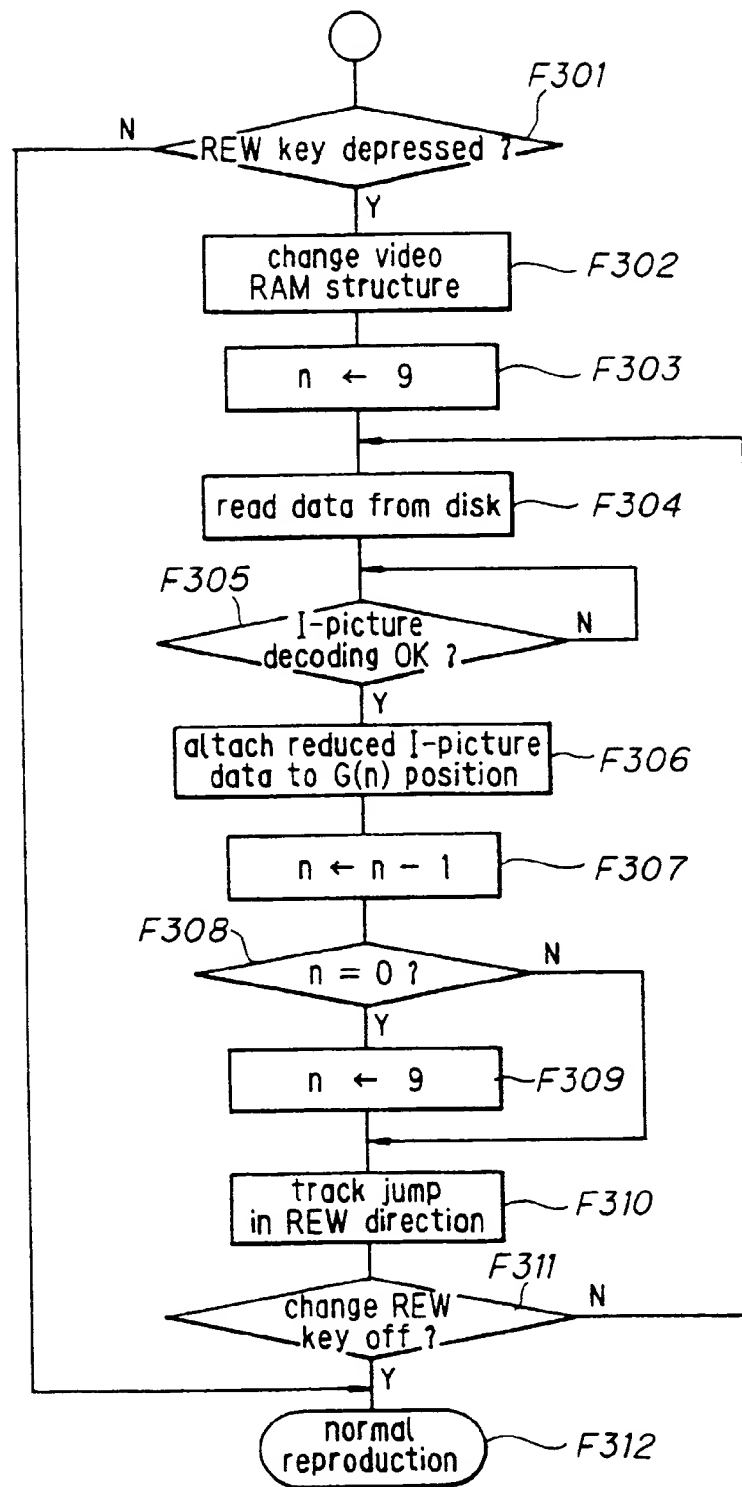 F301
N
REW key depressed ?
Y
change video
RAM structure
F302
n ← 9
F303
read data from disk
F304
F305
I-picture
decoding OK ?
N
Y
altach reduced I-picture
data to G(n) position
F306
n ← n - 1
F307
F308
n = 0 ?
N
Y
n ← 9
F309
track jump
in REW direction
F310
F311
change REW
key off ?
N
Y
normal
reproduction
F312